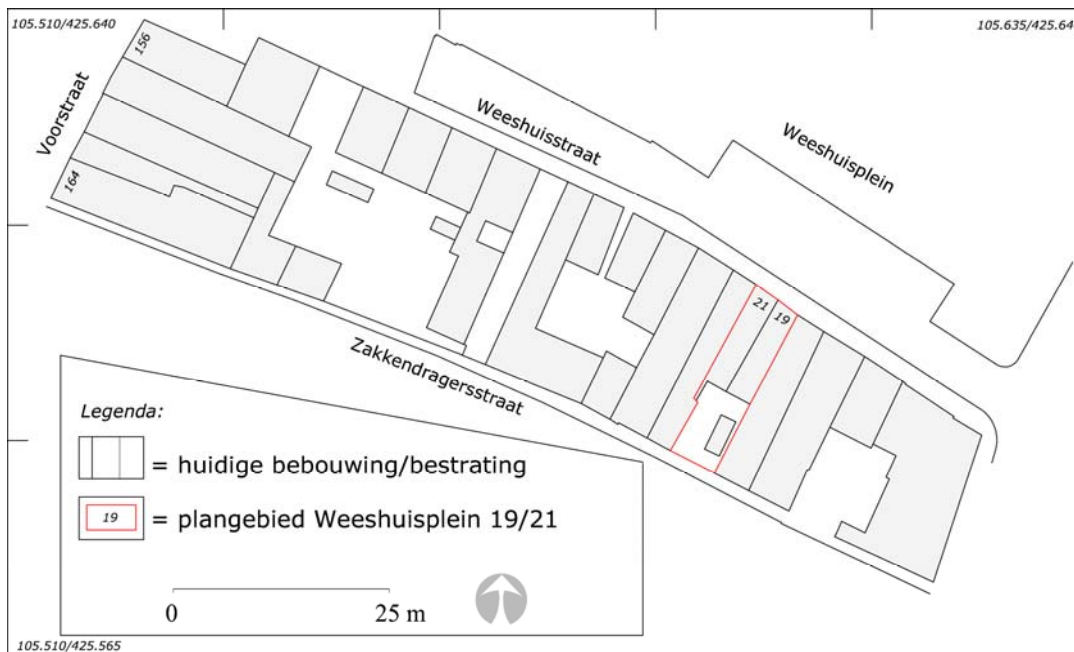 105.510/425.640
105.635/425.64
156
Voorstraat
164
Weeshuisstraat
Weeshuisplein
21
19
Zakkendragersstraat
Legenda:
= huidige bebouwing/bestrating
19
= plangebied Weeshuisplein 19/21
0
25 m
105.510/425.565